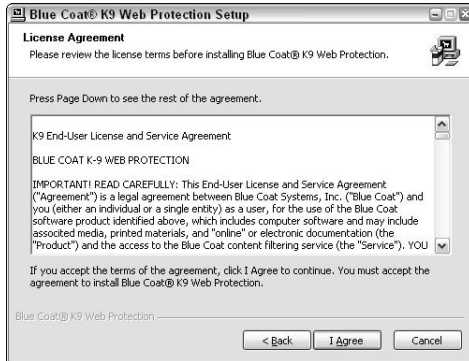 Blue Coat® K9 Web Protection Setup
License Agreement
Please review the license terms before installing Blue Coat® K9 Web Protection.
Press Page Down to see the rest of the agreement.
K9 End-User License and Service Agreement
BLUE COAT K-9 WEB PROTECTION
IMPORTANT! READ CAREFULLY: This End-User License and Service Agreement
("Agreement") is a legal agreement between Blue Coat Systems, Inc. ("Blue Coat") and
you (either an individual or a single entity) as a user, for the use of the Blue Coat
software product identified above, which includes computer software and may include
associted media, printed materials, and "online" or electronic documentation (the
"Product") and the access to the Blue Coat content filtering service (the "Service"). YOU
If you accept the terms of the agreement, click I Agree to continue. You must accept the
agreement to install Blue Coat® K9 Web Protection.
Blue Coat® K9 Web Protection
< Back I Agree Cancel